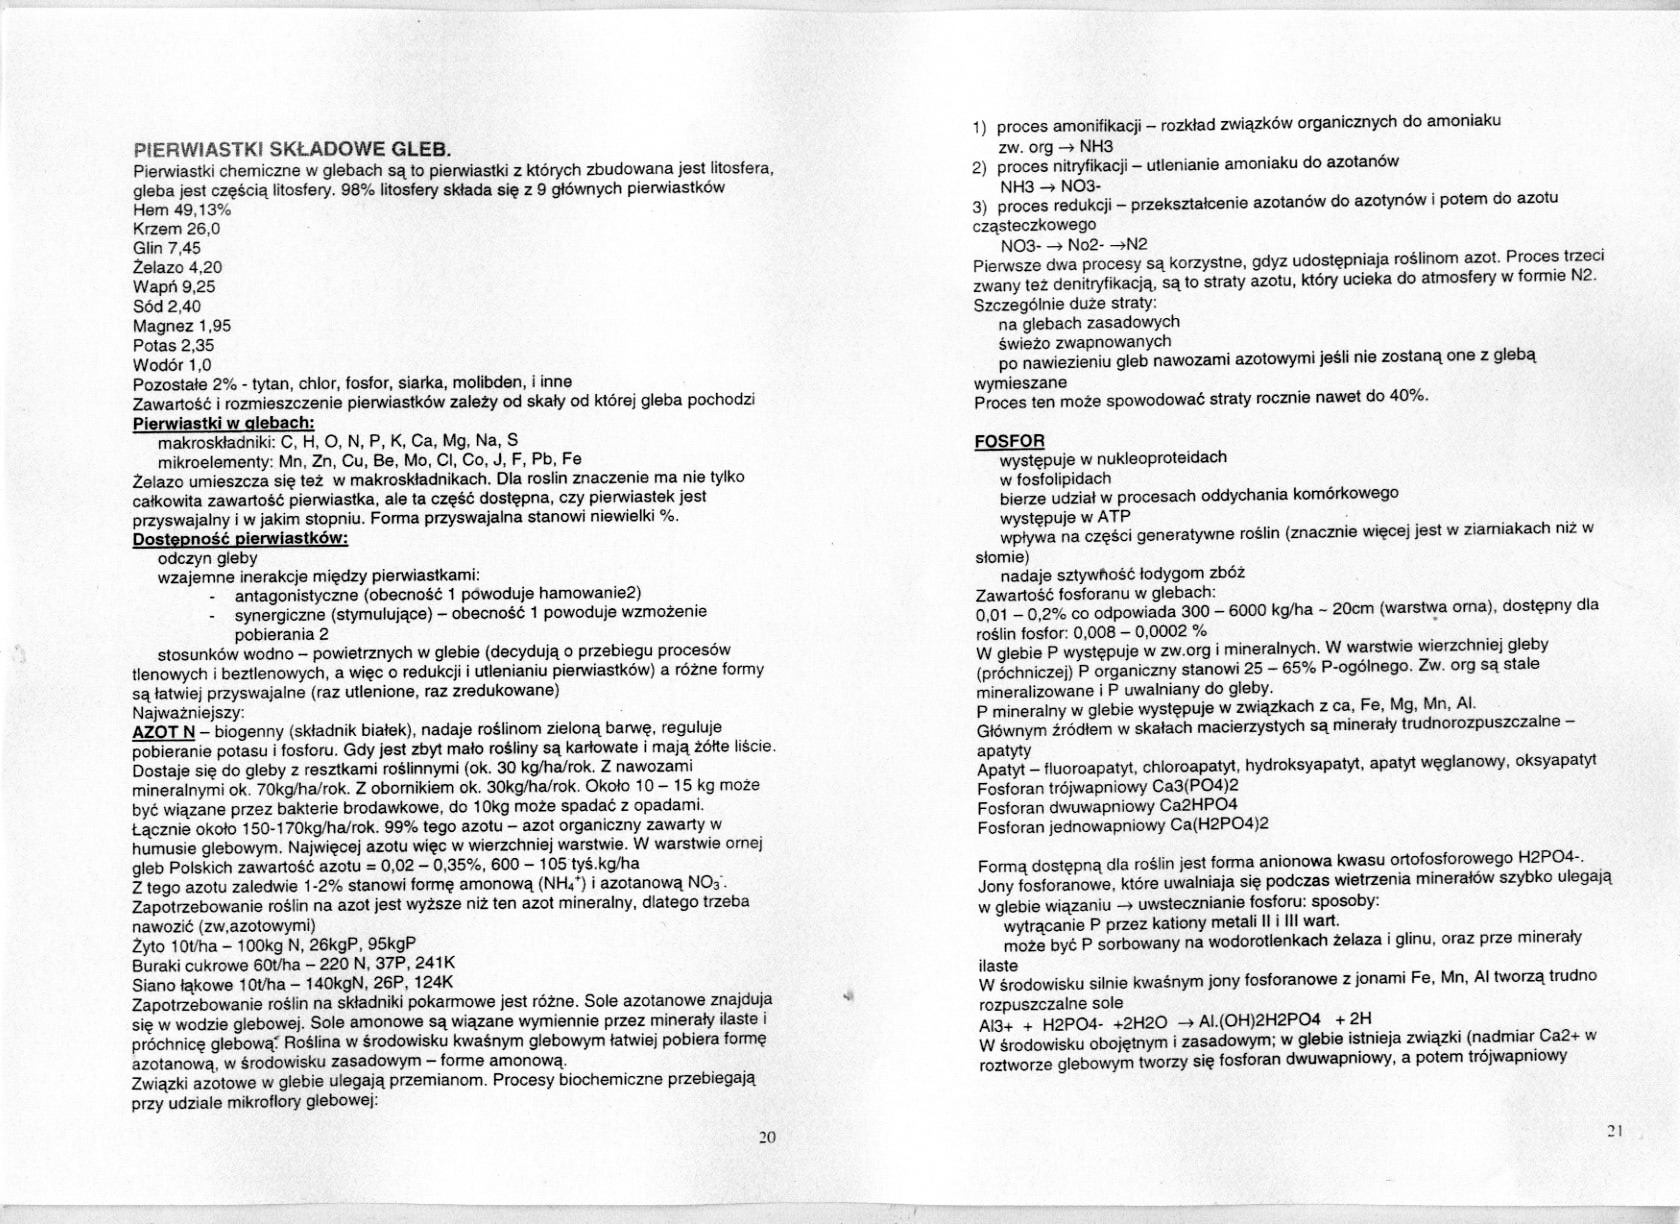 PIERWIASTKI SKŁADOWE GLEB.
Pierwiastki chemiczne w glebach są to pierwiastki z których zbudowana jest litosfera,
gleba jest częścią litosfery. 98% litosfery składa się z 9 głównych pierwiastków
Hem 49,13%
Krzem 26,0
Glin 7,45
Żelazo 4,20
Wapń 9,25
Sód 2,40
Magnez 1,95
Potas 2,35
Wodór 1,0
Pozostałe 2% - tytan, chlor, fosfor, siarka, molibden, i inne
Zawartość i rozmieszczenie pierwiastków zależy od skały od której gleba pochodzi
Pierwiastki w glebach:
makroskładniki: C, H, O, N, P, K, Ca, Mg, Na, S
mikroelementy: Mn, Zn, Cu, Be, Mo, Cl, Co, J, F, Pb, Fe
Żelazo umieszcza się też w makroskładnikach. Dla roslin znaczenie ma nie tylko
całkowita zawartość pierwiastka, ale ta część dostępna, czy pierwiastek jest
przyswajalny i w jakim stopniu. Forma przyswajalna stanowi niewielki %.
Dostępność pierwiastków:
odczyn gleby
wzajemne inerakcje między pierwiastkami:
- antagonistyczne (obecność 1 powoduje hamowanie2)
- synergiczne (stymulujące) – obecność 1 powoduje wzmożenie
pobierania 2
stosunków wodno – powietrznych w glebie (decydują o przebiegu procesów
tlenowych i beztlenowych, a więc o redukcji i utlenianiu pierwiastków) a różne formy
są łatwiej przyswajalne (raz utlenione, raz zredukowane)
Najważniejszy:
AZOT N – biogenny (składnik białek), nadaje roślinom zieloną barwę, reguluje
pobieranie potasu i fosforu. Gdy jest zbyt mało rośliny są karłowate i mają żółte liście.
Dostaje się do gleby z resztkami roślinnymi (ok. 30 kg/ha/rok. Z nawozami
mineralnymi ok. 70kg/ha/rok. Z obornikiem ok. 30kg/ha/rok. Około 10 – 15 kg może
być wiązane przez bakterie brodawkowe, do 10kg może spadać z opadami.
Łącznie około 150-170kg/ha/rok. 99% tego azotu – azot organiczny zawarty w
humusie glebowym. Najwięcej azotu więc w wierzchniej warstwie. W warstwie ornej
gleb Polskich zawartość azotu = 0,02 – 0,35%, 600 – 105 tyś.kg/ha
Z tego azotu zaledwie 1-2% stanowi formę amonową (NH₄⁺) i azotanową NO₃⁻.
Zapotrzebowanie roślin na azot jest wyższe niż ten azot mineralny, dlatego trzeba
nawozić (zw,azotowymi)
Żyto 10t/ha – 100kg N, 26kgP, 95kgP
Buraki cukrowe 60t/ha – 220 N, 37P, 241K
Siano łąkowe 10t/ha – 140kgN, 26P, 124K
Zapotrzebowanie roślin na składniki pokarmowe jest różne. Sole azotanowe znajduja
się w wodzie glebowej. Sole amonowe są wiązane wymiennie przez minerały ilaste i
próchnicę glebową. Roślina w środowisku kwaśnym glebowym łatwiej pobiera formę
azotanową, w środowisku zasadowym – forme amonową.
Związki azotowe w glebie ulegają przemianom. Procesy biochemiczne przebiegają
przy udziale mikroflory glebowej:
20
1) proces amonifikacji – rozkład związków organicznych do amoniaku
zw. org → NH3
2) proces nitryfikacji – utlenianie amoniaku do azotanów
NH3 → NO3-
3) proces redukcji – przekształcenie azotanów do azotynów i potem do azotu
cząsteczkowego
NO3- → No2- →N2
Pierwsze dwa procesy są korzystne, gdyz udostępniaja roślinom azot. Proces trzeci
zwany też denitryfikacją, są to straty azotu, który ucieka do atmosfery w formie N2.
Szczególnie duże straty:
na glebach zasadowych
świeżo zwapnowanych
po nawiezieniu gleb nawozami azotowymi jeśli nie zostaną one z glebą
wymieszane
Proces ten może spowodować straty rocznie nawet do 40%.
FOSFOR
występuje w nukleoproteidach
w fosfolipidach
bierze udział w procesach oddychania komórkowego
występuje w ATP
wpływa na części generatywne roślin (znacznie więcej jest w ziarniakach niż w
słomie)
nadaje sztywność łodygom zbóż
Zawartość fosforanu w glebach:
0,01 – 0,2% co odpowiada 300 – 6000 kg/ha ~ 20cm (warstwa orna), dostępny dla
roślin fosfor: 0,008 – 0,0002 %
W glebie P występuje w zw.org i mineralnych. W warstwie wierzchniej gleby
(próchniczej) P organiczny stanowi 25 – 65% P-ogólnego. Zw. org są stale
mineralizowane i P uwalniany do gleby.
P mineralny w glebie występuje w związkach z ca, Fe, Mg, Mn, Al.
Głównym źródłem w skałach macierzystych są minerały trudnorozpuszczalne –
apatyty
Apatyt – fluoroapatyt, chloroapatyt, hydroksyapatyt, apatyt węglanowy, oksyapatyt
Fosforan trójwapniowy Ca3(PO4)2
Fosforan dwuwapniowy Ca2HPO4
Fosforan jednowapniowy Ca(H2PO4)2
Formą dostępną dla roślin jest forma anionowa kwasu ortofosforowego H2PO4-.
Jony fosforanowe, które uwalniaja się podczas wietrzenia minerałów szybko ulegają
w glebie wiązaniu → uwstecznianie fosforu: sposoby:
wytrącanie P przez kationy metali II i III wart.
może być P sorbowany na wodorotlenkach żelaza i glinu, oraz prze minerały
ilaste
W środowisku silnie kwaśnym jony fosforanowe z jonami Fe, Mn, Al tworzą trudno
rozpuszczalne sole
Al3+ + H2PO4- +2H2O → Al.(OH)2H2PO4 + 2H
W środowisku obojętnym i zasadowym; w glebie istnieja związki (nadmiar Ca2+ w
roztworze glebowym tworzy się fosforan dwuwapniowy, a potem trójwapniowy
21